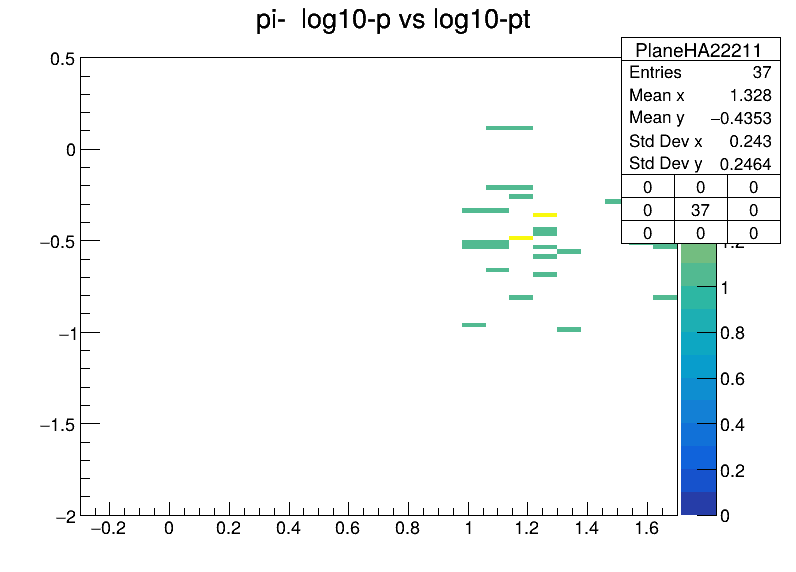 pi-  log10-p vs log10-pt
PlaneHA22211
Entries 37
Mean x 1.328
Mean y −0.4353
Std Dev x 0.243
Std Dev y 0.2464
0 0 0
0 37 0
0 0 0
0.5
0
−0.5
−1
−1.5
−2
−0.2 0 0.2 0.4 0.6 0.8 1 1.2 1.4 1.6
1.2
1
0.8
0.6
0.4
0.2
0